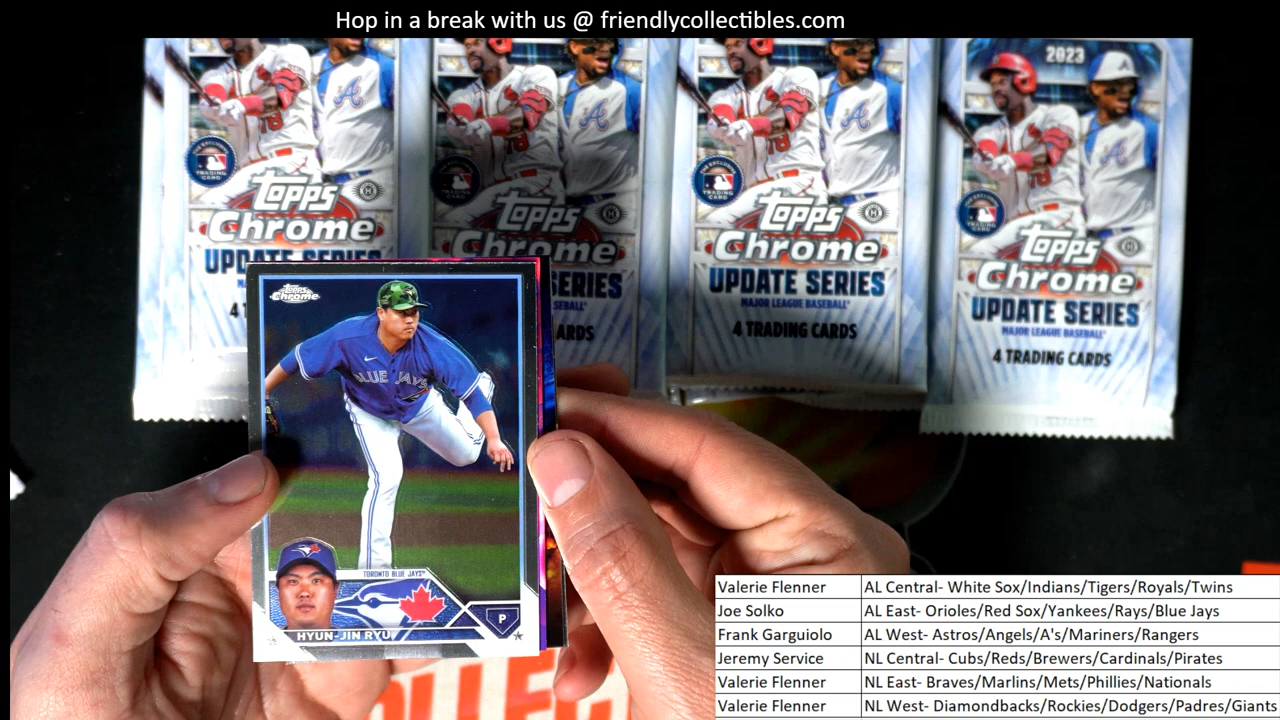 Hop in a break with us @ friendlycollectibles.com
Topps
Chrome
UPDATE SERIES
4
Topps
Chrome
SERIES
BASEBALL
ARDS
Topps
Chrome
UPDATE SERIES
MAJOR LEAGUE BASEBALL
4 TRADING CARDS
2023
Topps
Chrome
UPDATE SERIES
MAJOR LEAGUE BASEBALL
4 TRADING CARDS
Topps
Chrome
BLUE JAYS
TORONTO BLUE JAYS
HYUN-JIN RYU
P
Valerie Flenner AL Central- White Sox/Indians/Tigers/Royals/Twins
Joe Solko AL East- Orioles/Red Sox/Yankees/Rays/Blue Jays
Frank Garguiolo AL West- Astros/Angels/A's/Mariners/Rangers
Jeremy Service NL Central- Cubs/Reds/Brewers/Cardinals/Pirates
Valerie Flenner NL East- Braves/Marlins/Mets/Phillies/Nationals
Valerie Flenner NL West- Diamondbacks/Rockies/Dodgers/Padres/Giants